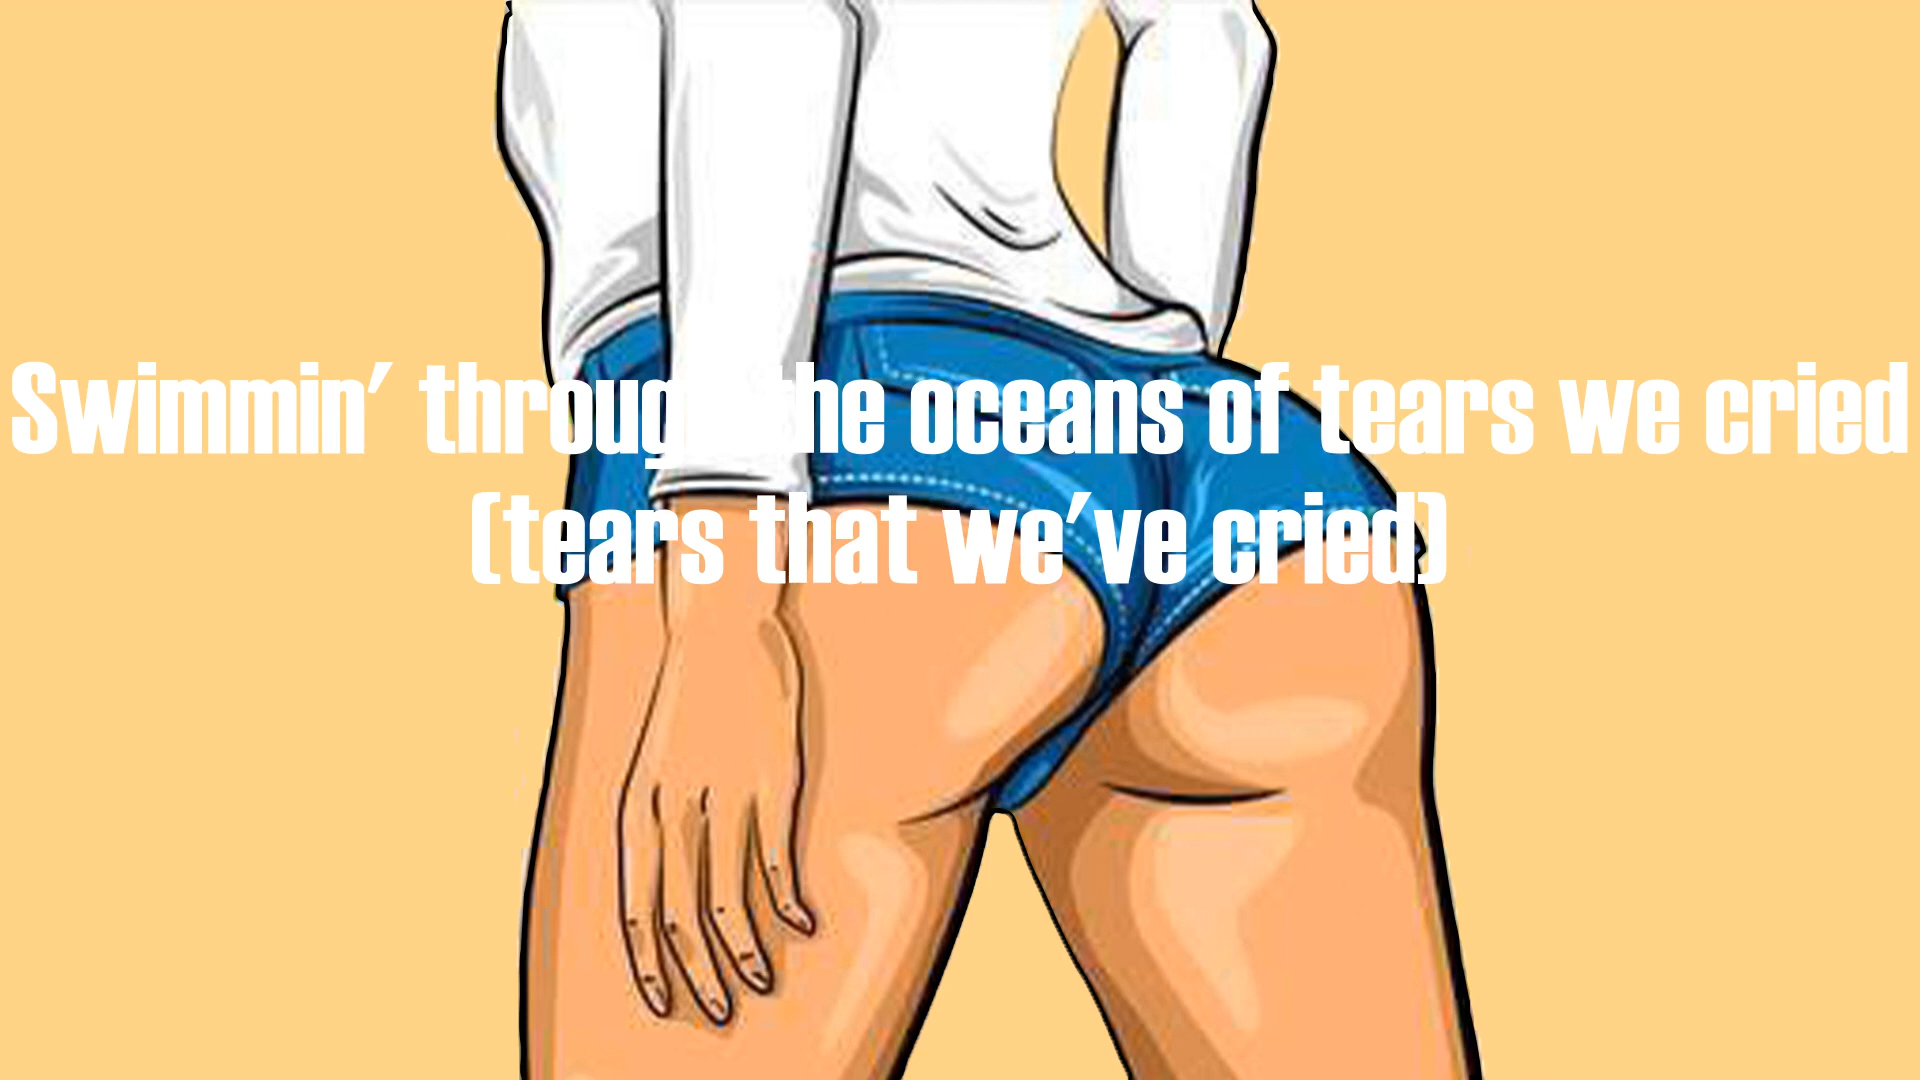 Swimmin' through the oceans of tears we cried
(tears that we've cried)